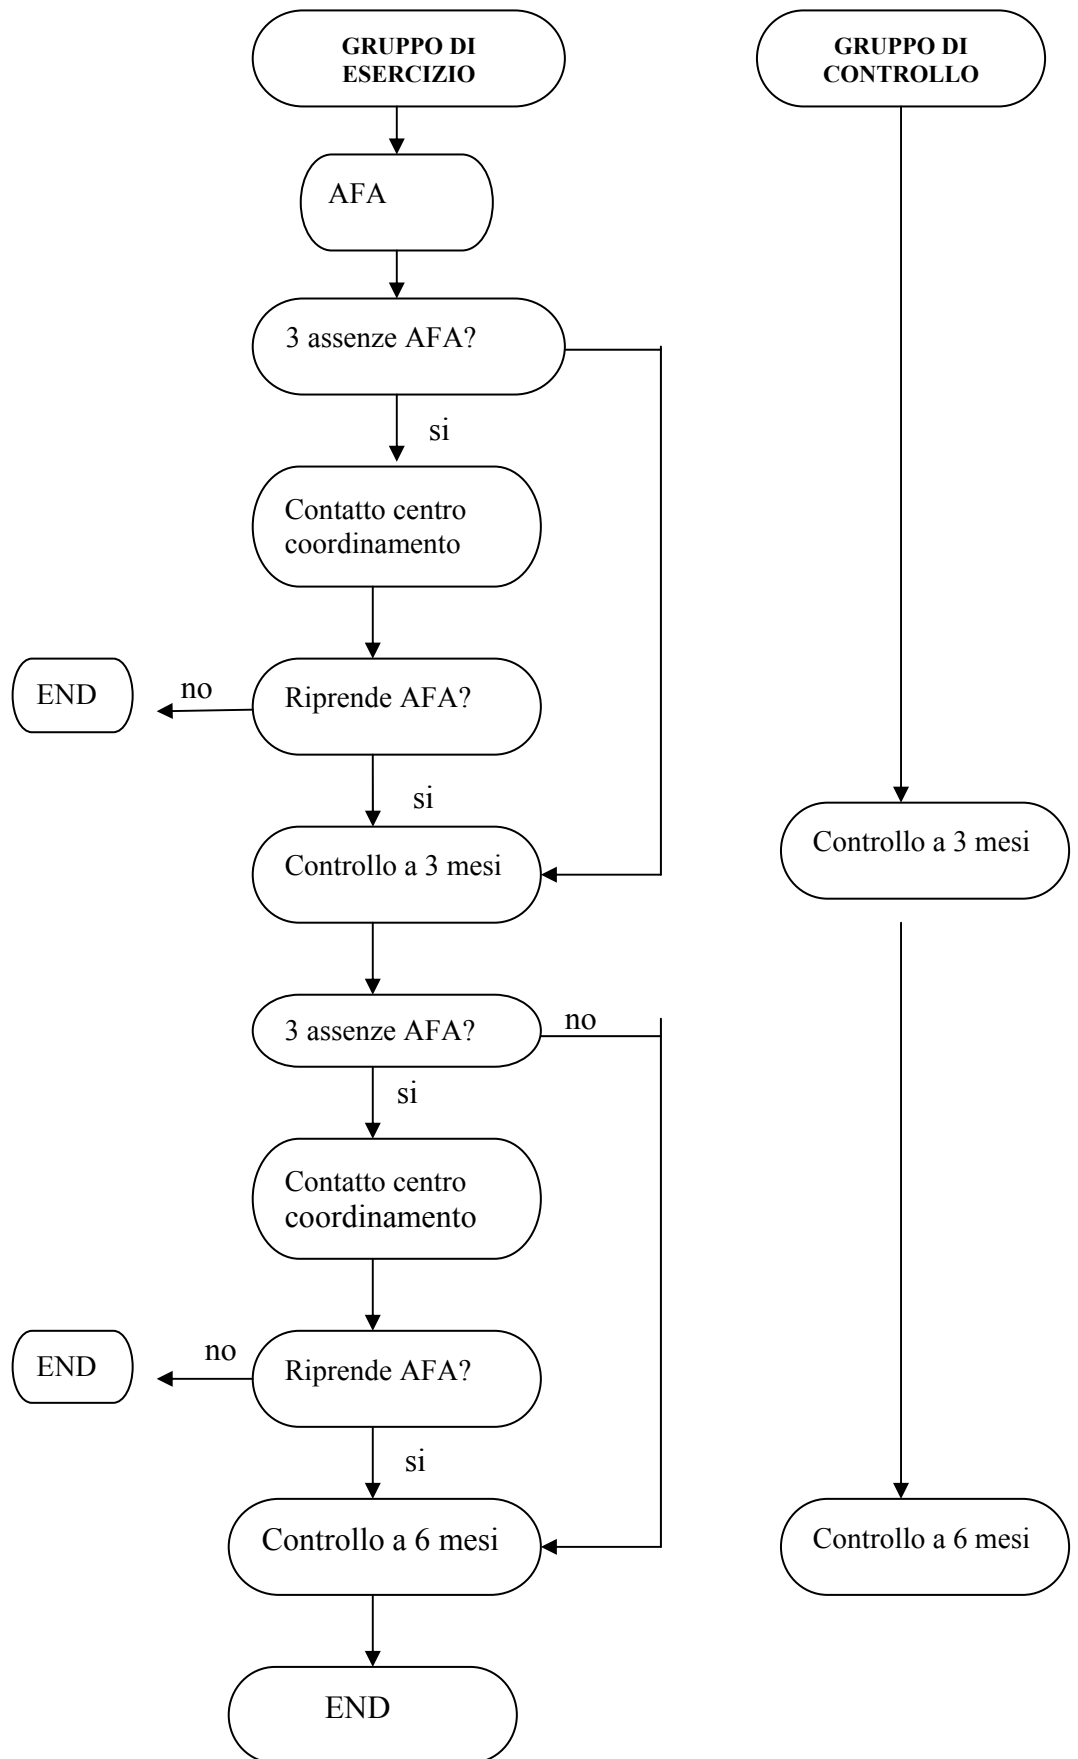 GRUPPO DI
ESERCIZIO
GRUPPO DI
CONTROLLO
AFA
3 assenze AFA?
si
Contatto centro
coordinamento
END
no
Riprende AFA?
si
Controllo a 3 mesi
Controllo a 3 mesi
3 assenze AFA?
no
si
Contatto centro
coordinamento
END
no
Riprende AFA?
si
Controllo a 6 mesi
Controllo a 6 mesi
END